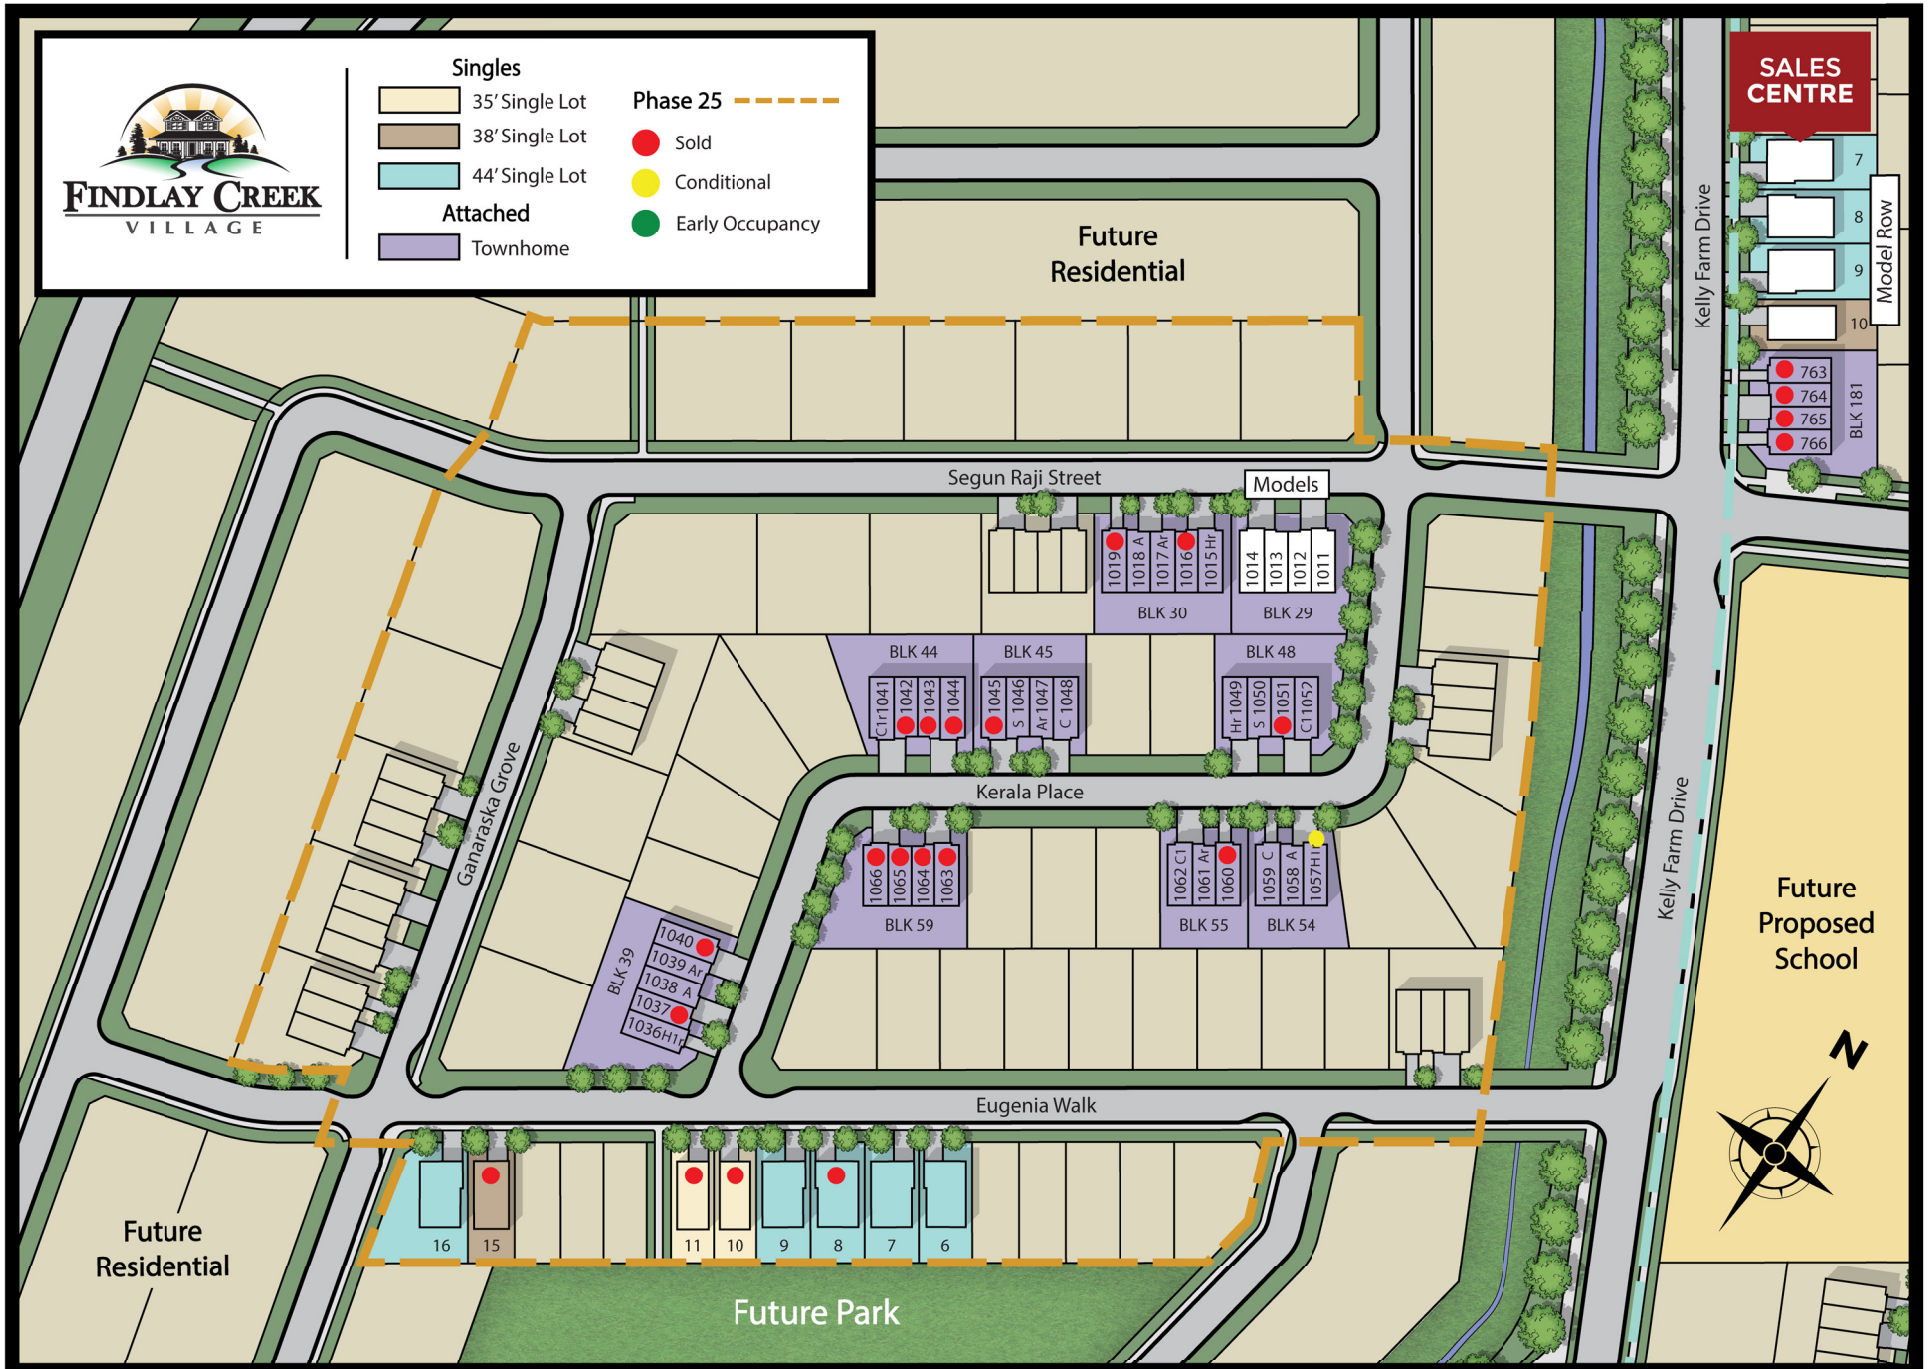 FINDLAY CREEK
VILLAGE
Singles
35' Single Lot
38' Single Lot
44' Single Lot
Attached
Townhome
Phase 25
Sold
Conditional
Early Occupancy
SALES
CENTRE
7
8
9
10
Model Row
763
764
765
766
BLK 181
Kelly Farm Drive
Future
Residential
Segun Raji Street
Models
1019
1018 A
1017 Ar
1016
1015 Hr
1014
1013
1012
1011
BLK 30
BLK 29
BLK 44
BLK 45
BLK 48
C1r 1041
1042
1043
1044
1045
S 1046
Ar 1047
C 1048
Hr 1049
S 1050
1051
C1 1052
Kerala Place
Ganaraska Grove
1066
1065
1064
1063
BLK 59
1062 C1
1061 Ar
1060
1059 C
1058 A
BLK 55
BLK 54
BLK 39
1040
1039 Ar
1038 A
1037
1036H1r
Kelly Farm Drive
Future
Proposed
School
N
Eugenia Walk
16
15
11
10
9
8
7
6
Future
Residential
Future Park